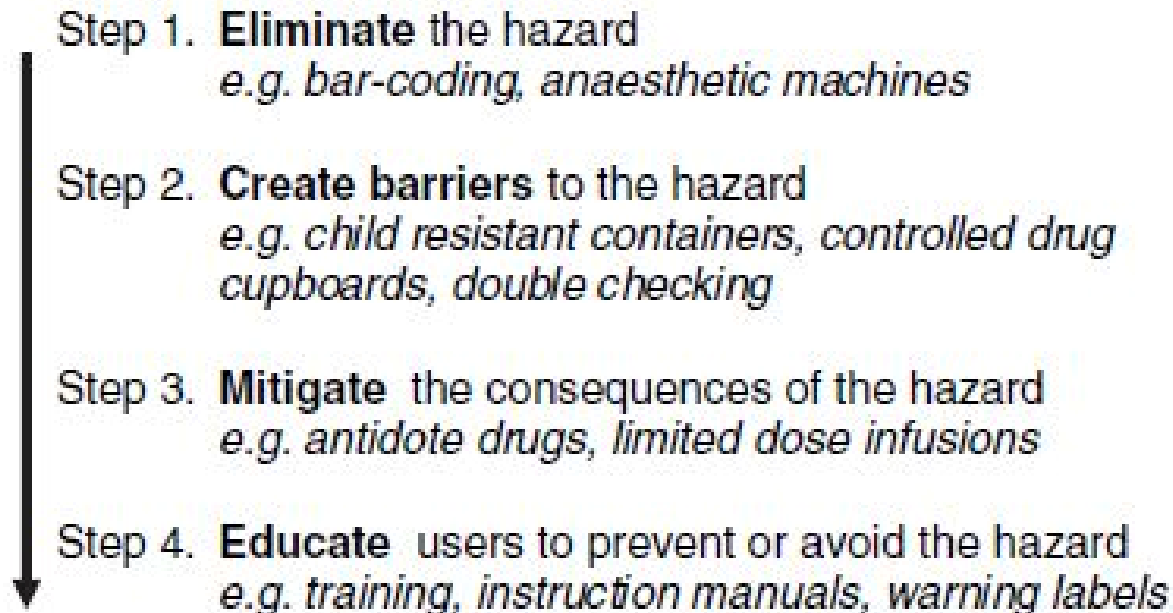 Step 1. Eliminate the hazard
e.g. bar-coding, anaesthetic machines
Step 2. Create barriers to the hazard
e.g. child resistant containers, controlled drug
cupboards, double checking
Step 3. Mitigate the consequences of the hazard
e.g. antidote drugs, limited dose infusions
Step 4. Educate users to prevent or avoid the hazard
e.g. training, instruction manuals, warning labels